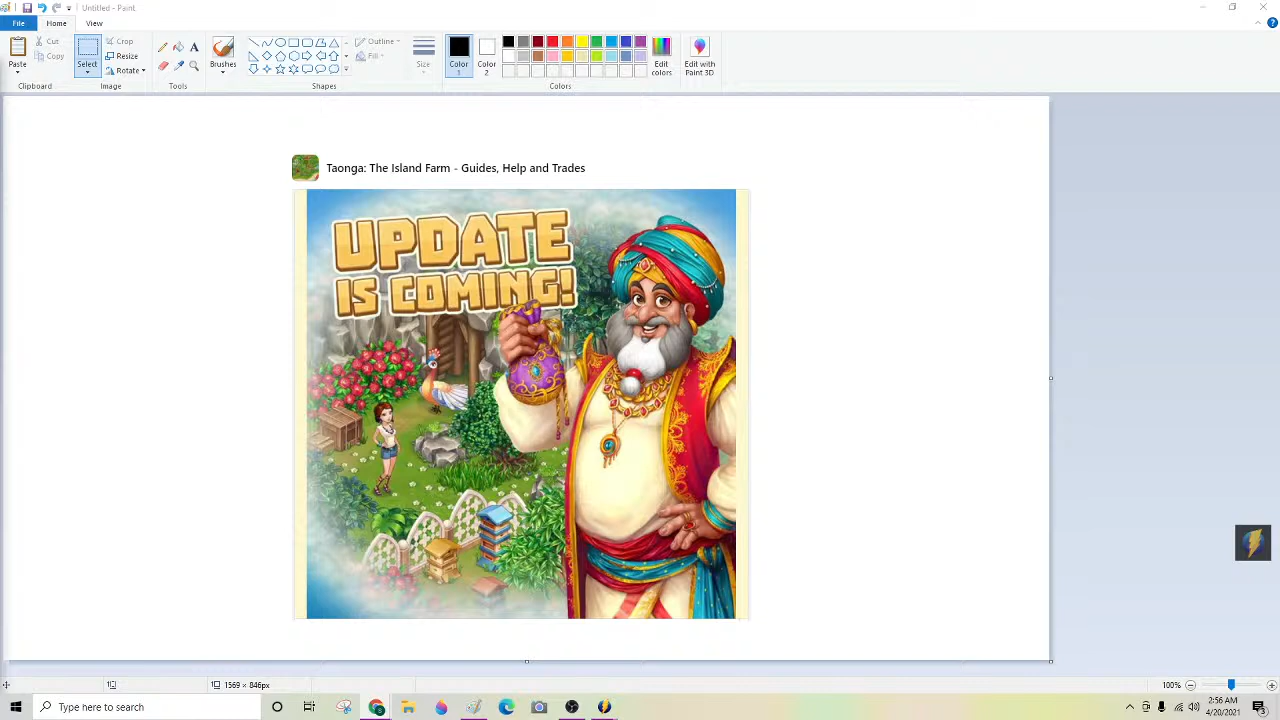 Untitled - Paint
File
Home
View
Paste
Cut
Copy
Clipboard
Select
Crop
Resize
Rotate
Image
A
Tools
Brushes
Shapes
Outline
Fill
Size
Color
1
Color
2
Edit
colors
Edit with
Paint 3D
Colors
Taonga: The Island Farm - Guides, Help and Trades
UPDATE
IS COMING!
1569 × 846px
100%
Type here to search
2:56 AM
4/20/2021